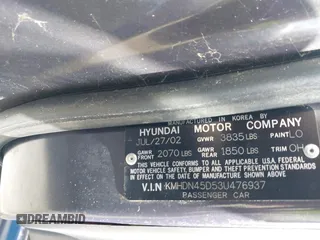 MANUFACTURED IN KOREA BY
HYUNDAI MOTOR COMPANY
JUL/27/02 GVWR 3835LBS PAINT LO
GAWR FRONT 2070 LBS GAWR REAR 1850 LBS TRIM OH
THIS VEHICLE CONFORMS TO ALL APPLICABLE U.S.A FEDERAL
MOTOR VEHICLE SAFETY, BUMPER, AND THEFT PREVENTION
STANDARDS IN EFFECT ON THE DATE OF MANUFACTURE
SHOWN ABOVE.
V.I.N KMHDN45D53U476937
PASSENGER CAR
DREAMBID